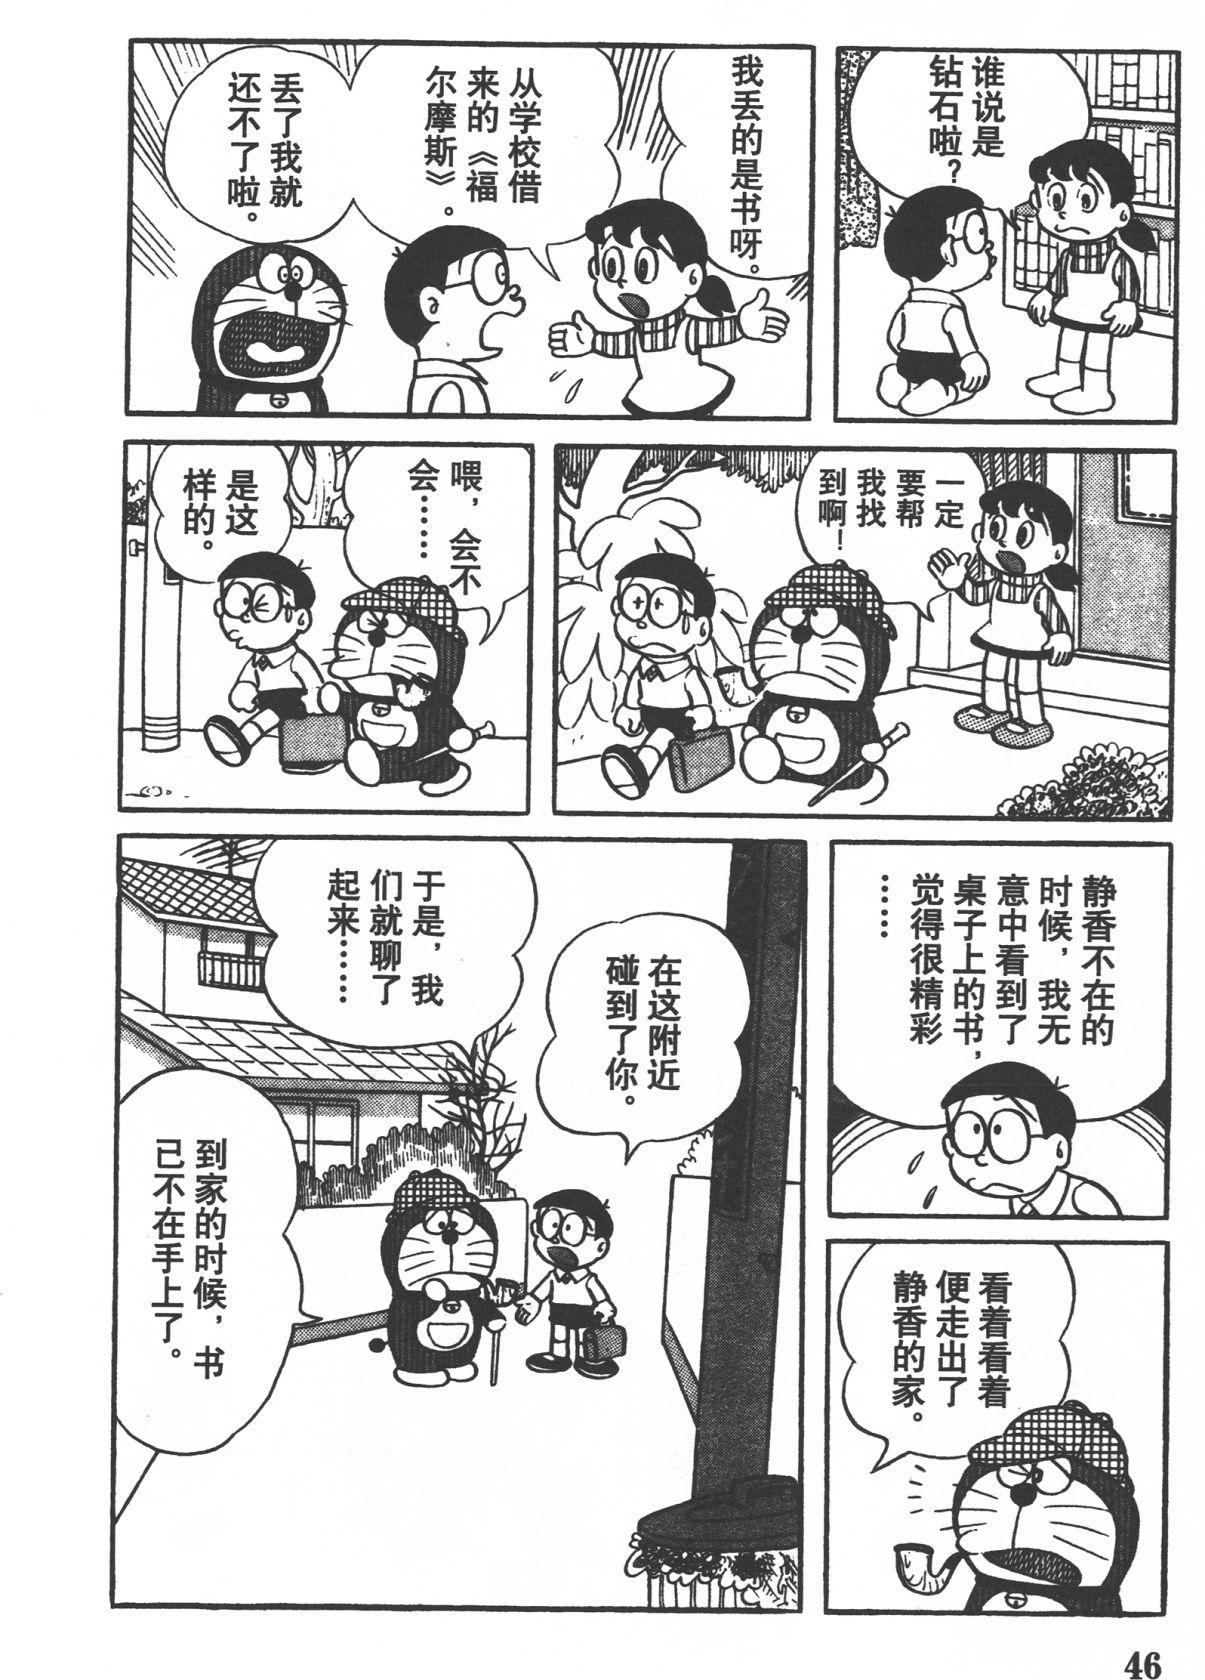 谁说是
钻石啦？
我丢的是书呀。
从学校借
来的《福
尔摩斯》。
丢了我就
还不了啦。
一定
要帮
我找
到啊！
喂，会不
会……
是这
样的。
静香不在的
时候，我无
意中看到了
桌子上的书，
觉得很精彩
……
看着看着
便走出了
静香的家。
在这附近
碰到了你。
于是，我
们就聊了
起来……
到家的时候，书
已不在手上了。
46